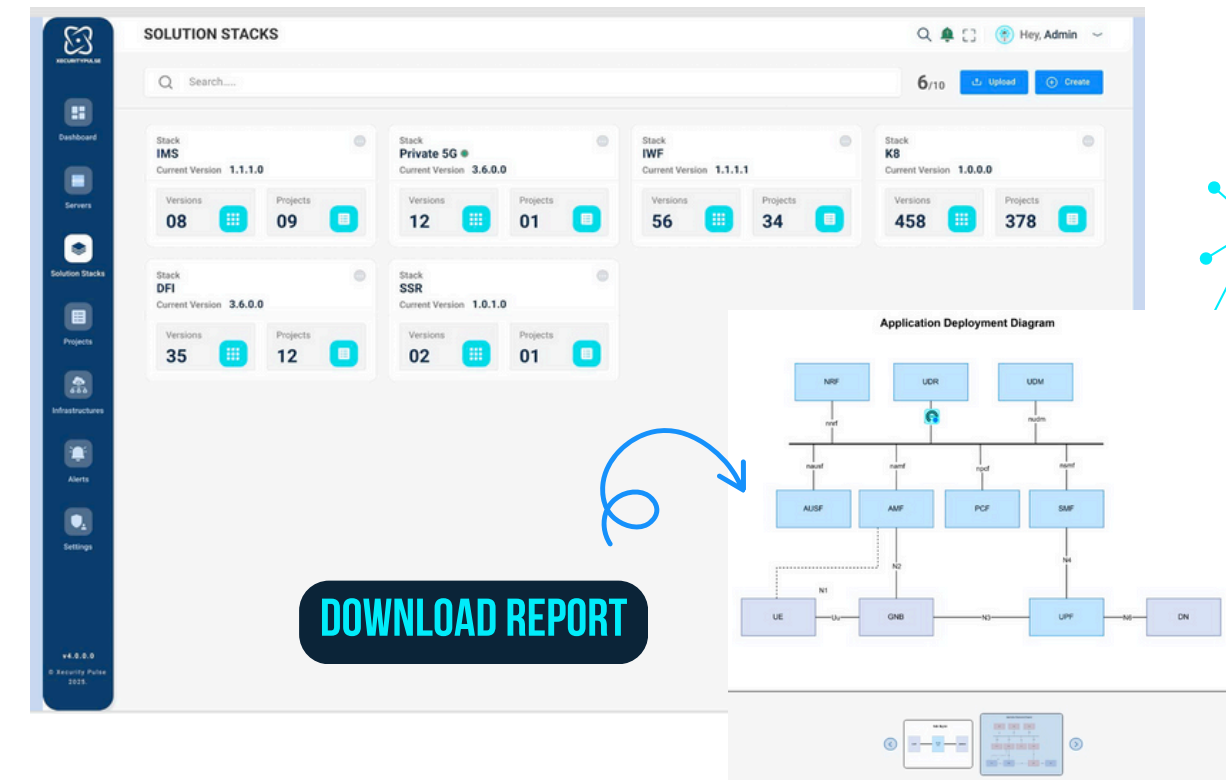 SOLUTION STACKS
Hey, Admin
XECURITYPULSE
Search....
6/10
Upload
Create
Dashboard
Servers
Solution Stacks
Projects
Infrastructures
Alerts
Settings
v4.0.0.0
© Xecurity Pulse
2025.
Stack
IMS
Current Version 1.1.1.0
Versions
08
Projects
09
Stack
Private 5G
Current Version 3.6.0.0
Versions
12
Projects
01
Stack
IWF
Current Version 1.1.1.1
Versions
56
Projects
34
Stack
K8
Current Version 1.0.0.0
Versions
458
Projects
378
Stack
DFI
Current Version 3.6.0.0
Versions
35
Projects
12
Stack
SSR
Current Version 1.0.1.0
Versions
02
Projects
01
DOWNLOAD REPORT
Application Deployment Diagram
NRF
UDR
UDM
nnrf
nudm
nausf
namf
npcf
nsmf
AUSF
AMF
PCF
SMF
N2
N4
N1
UE
Uu
GNB
N3
UPF
N6
DN